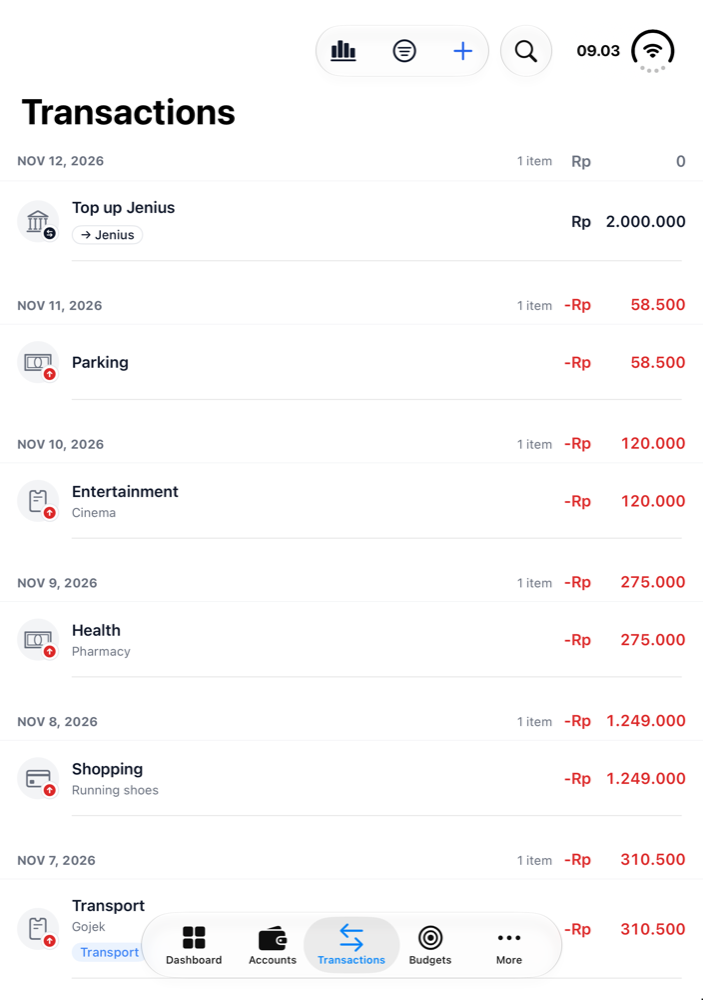 09.03
Transactions
NOV 12, 2026 1 item Rp 0
Top up Jenius Rp 2.000.000
→ Jenius
NOV 11, 2026 1 item -Rp 58.500
Parking -Rp 58.500
NOV 10, 2026 1 item -Rp 120.000
Entertainment -Rp 120.000
Cinema
NOV 9, 2026 1 item -Rp 275.000
Health -Rp 275.000
Pharmacy
NOV 8, 2026 1 item -Rp 1.249.000
Shopping -Rp 1.249.000
Running shoes
NOV 7, 2026 1 item -Rp 310.500
Transport -Rp 310.500
Gojek
Transport
Dashboard Accounts Transactions Budgets More